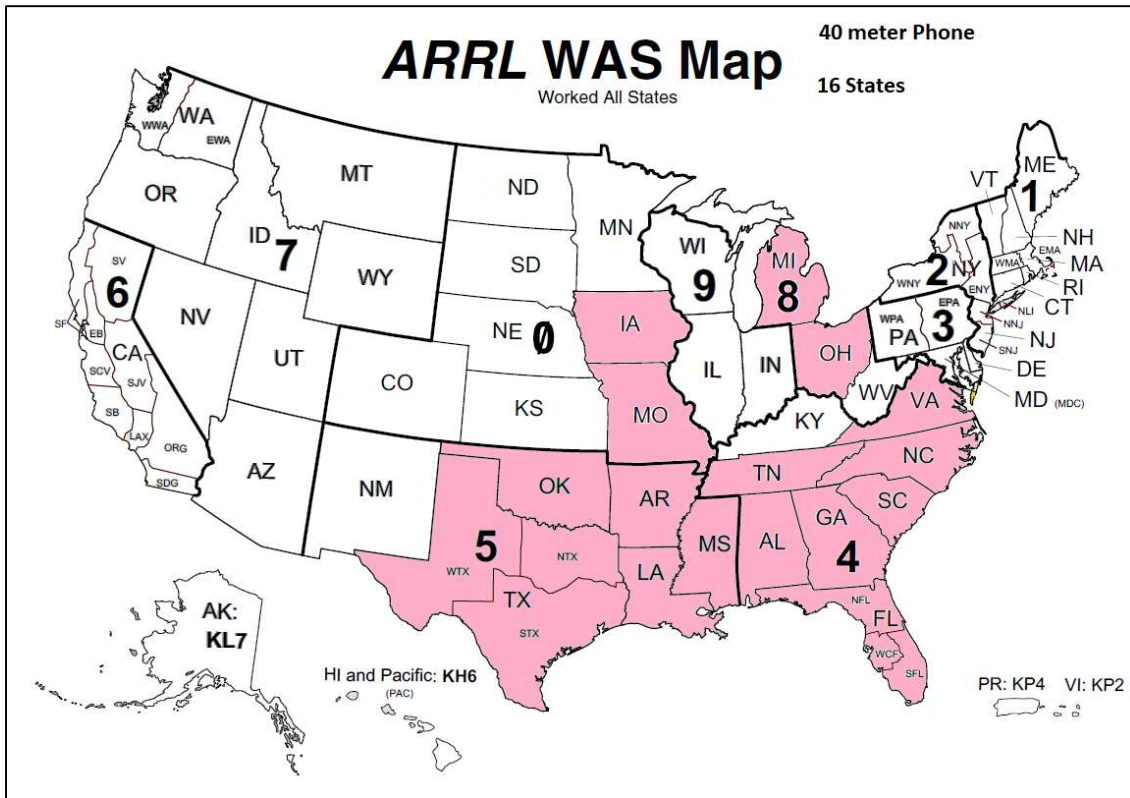 40 meter Phone
ARRL WAS Map
Worked All States
16 States
WA
WWA
EWA
OR
MT
ID
7
WY
ND
SD
MN
NE
0
KS
CO
NV
UT
AZ
NM
SV
6
SF
EB
CA
SCV
SJV
SB
LAX
ORG
SDG
WI
9
IL
IN
MI
8
OH
WV
KY
IA
MO
OK
AR
5
NTX
WTX
TX
STX
LA
MS
AL
TN
GA
4
SC
NC
VA
NFL
FL
WCF
SFL
ME
1
VT
NH
EMA
WMA
MA
RI
CT
NNY
2
NY
WNY
ENY
NLI
NNJ
NJ
SNJ
EPA
WPA
3
PA
DE
MD (MDC)
AK:
KL7
HI and Pacific: KH6
(PAC)
PR: KP4 VI: KP2